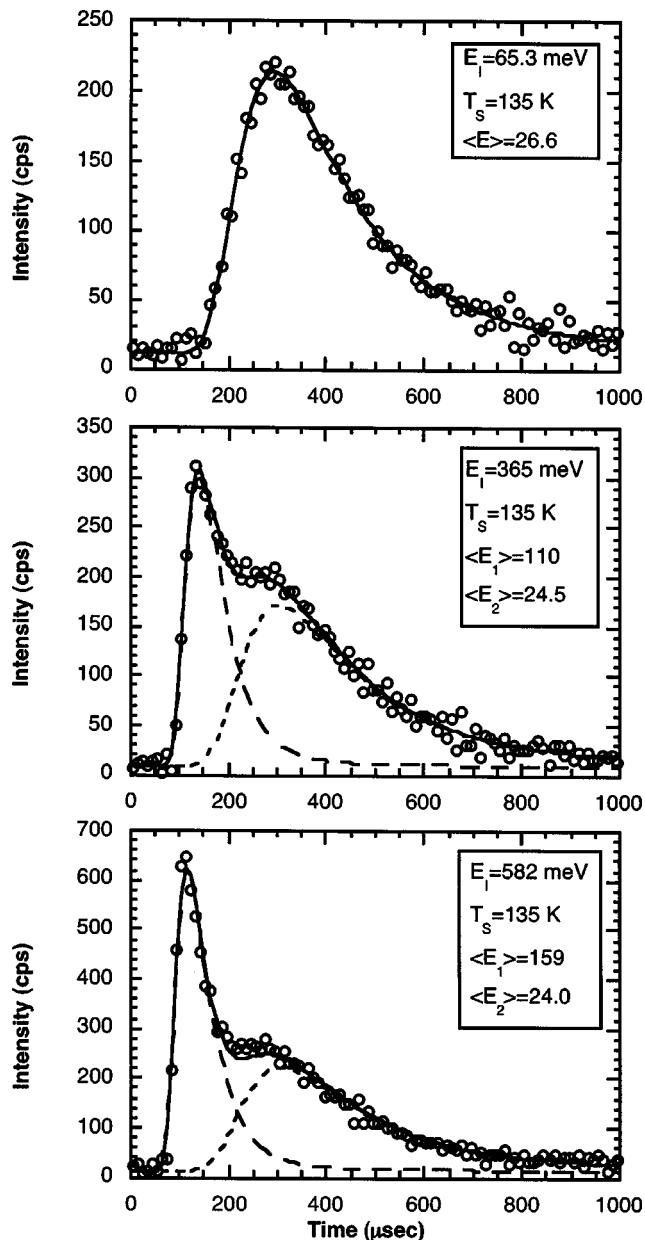 250
200
150
100
50
0
Intensity (cps)
E_I=65.3 meV
T_S=135 K
<E>=26.6
0 200 400 600 800 1000
350
300
250
200
150
100
50
0
Intensity (cps)
E_I=365 meV
T_S=135 K
<E_1>=110
<E_2>=24.5
0 200 400 600 800 1000
700
600
500
400
300
200
100
0
Intensity (cps)
E_I=582 meV
T_S=135 K
<E_1>=159
<E_2>=24.0
0 200 400 600 800 1000
Time (μsec)